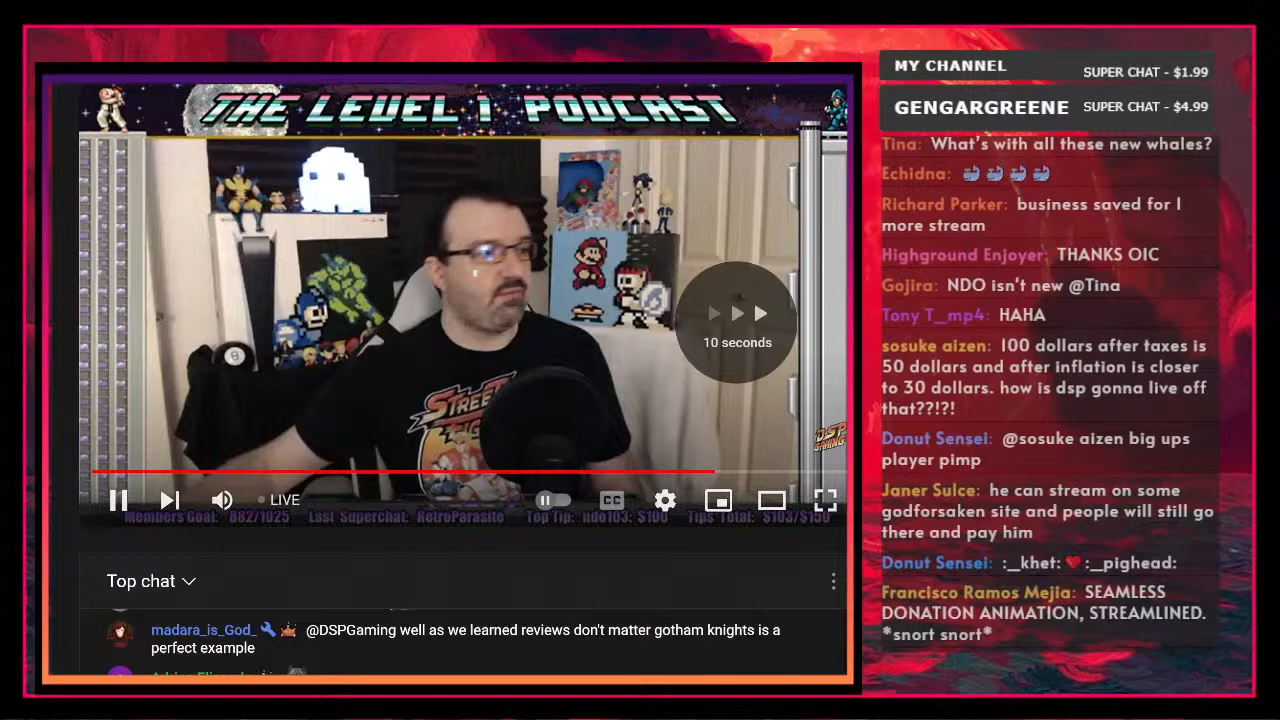 THE LEVEL 1 PODCAST
STREET
10 seconds
8
DSP
GAMING
LIVE
CC
Members Goal: 882/1025 Last Superchat: RetroParasite Top Tip: ndo103: $100 Tips Total: $103/$150
Top chat
madara_is_God_ @DSPGaming well as we learned reviews don't matter gotham knights is a
perfect example
MY CHANNEL SUPER CHAT - $1.99
GENGARGREENE SUPER CHAT - $4.99
Tina: What's with all these new whales?
Echidna:
Richard Parker: business saved for 1
more stream
Highground Enjoyer: THANKS OIC
Gojira: NDO isn't new @Tina
Tony T_mp4: HAHA
sosuke aizen: 100 dollars after taxes is
50 dollars and after inflation is closer
to 30 dollars. how is dsp gonna live off
that??!?!
Donut Sensei: @sosuke aizen big ups
player pimp
Janer Sulce: he can stream on some
godforsaken site and people will still go
there and pay him
Donut Sensei: :_khet: :_pighead:
Francisco Ramos Mejia: SEAMLESS
DONATION ANIMATION, STREAMLINED.
*snort snort*